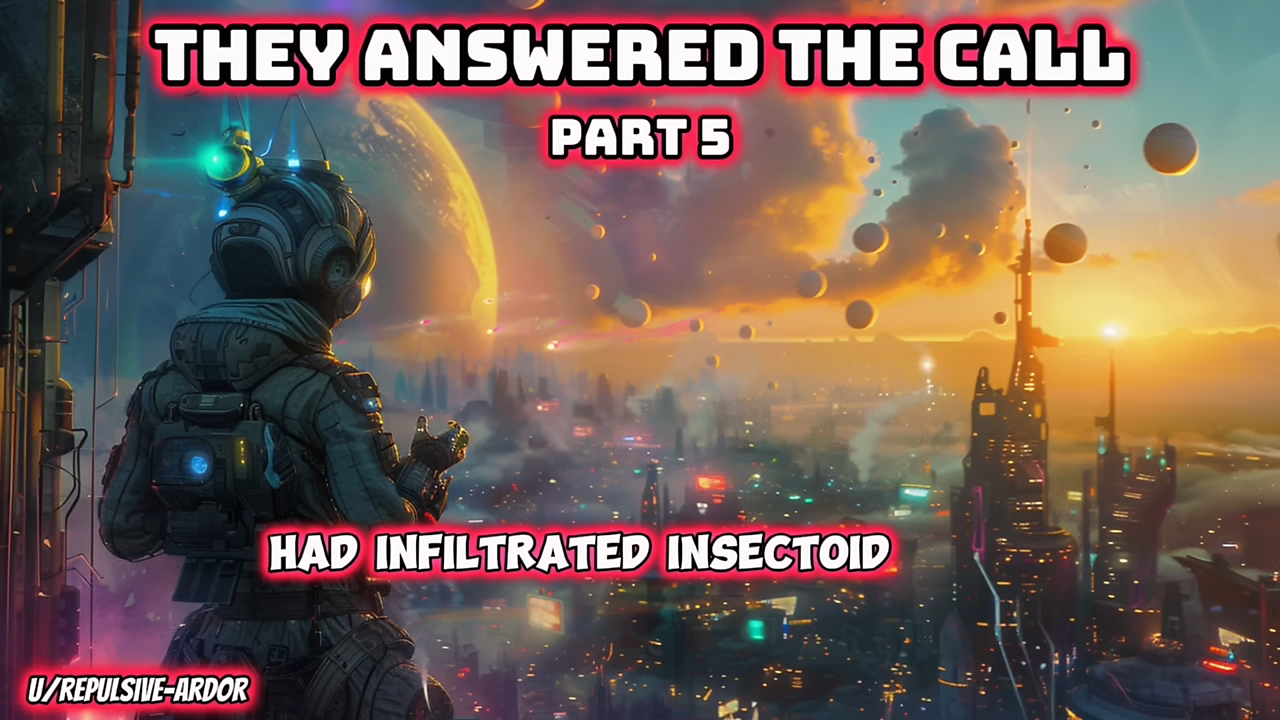 THEY ANSWERED THE CALL
PART 5
HAD INFILTRATED INSECTOID
U/REPULSIVE-ARDOR